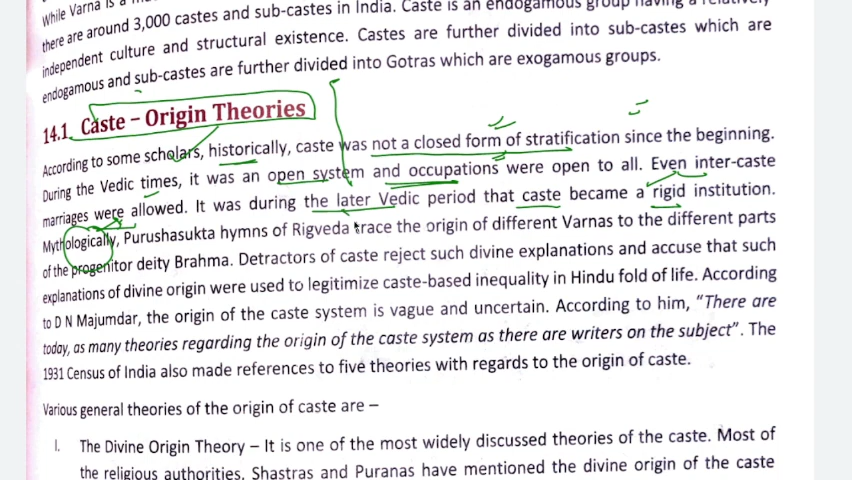 While Varna is a
there are around 3,000 castes and sub-castes in India. Caste is an endogamous group having a relatively
independent culture and structural existence. Castes are further divided into sub-castes which are
endogamous and sub-castes are further divided into Gotras which are exogamous groups.
14.1 Caste – Origin Theories
According to some scholars, historically, caste was not a closed form of stratification since the beginning.
During the Vedic times, it was an open system and occupations were open to all. Even inter-caste
marriages were allowed. It was during the later Vedic period that caste became a rigid institution.
Mythologically, Purushasukta hymns of Rigveda trace the origin of different Varnas to the different parts
of the progenitor deity Brahma. Detractors of caste reject such divine explanations and accuse that such
explanations of divine origin were used to legitimize caste-based inequality in Hindu fold of life. According
to D N Majumdar, the origin of the caste system is vague and uncertain. According to him, “There are
today, as many theories regarding the origin of the caste system as there are writers on the subject”. The
1931 Census of India also made references to five theories with regards to the origin of caste.
Various general theories of the origin of caste are –
I. The Divine Origin Theory – It is one of the most widely discussed theories of the caste. Most of
the religious authorities, Shastras and Puranas have mentioned the divine origin of the caste